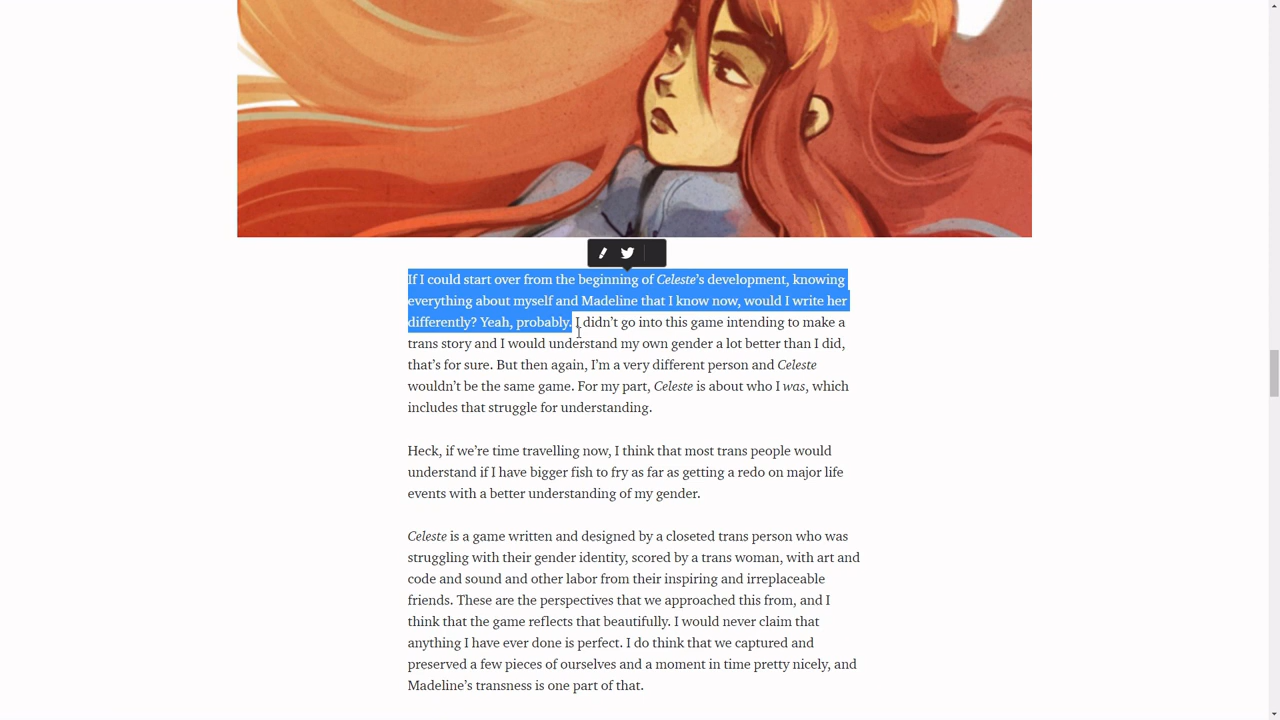 If I could start over from the beginning of Celeste’s development, knowing
everything about myself and Madeline that I know now, would I write her
differently? Yeah, probably. I didn’t go into this game intending to make a
trans story and I would understand my own gender a lot better than I did,
that’s for sure. But then again, I’m a very different person and Celeste
wouldn’t be the same game. For my part, Celeste is about who I was, which
includes that struggle for understanding.
Heck, if we’re time travelling now, I think that most trans people would
understand if I have bigger fish to fry as far as getting a redo on major life
events with a better understanding of my gender.
Celeste is a game written and designed by a closeted trans person who was
struggling with their gender identity, scored by a trans woman, with art and
code and sound and other labor from their inspiring and irreplaceable
friends. These are the perspectives that we approached this from, and I
think that the game reflects that beautifully. I would never claim that
anything I have ever done is perfect. I do think that we captured and
preserved a few pieces of ourselves and a moment in time pretty nicely, and
Madeline’s transness is one part of that.